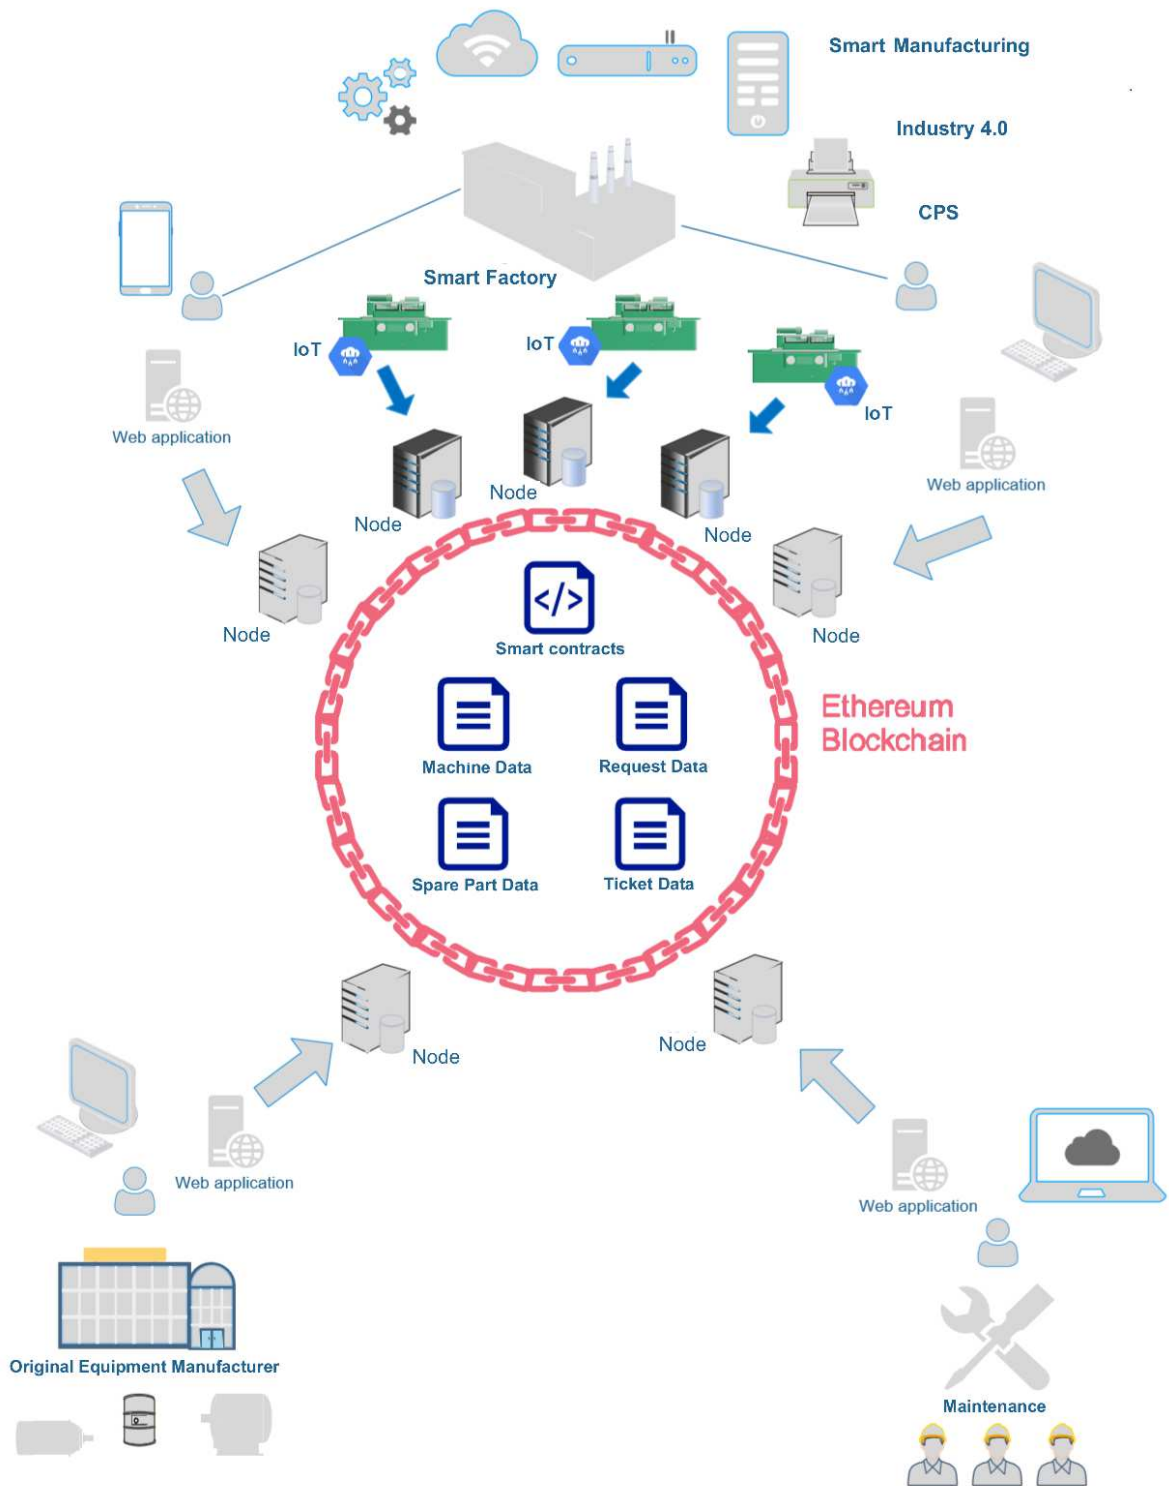 Smart Manufacturing
Industry 4.0
CPS
Smart Factory
IoT
IoT
IoT
Web application
Web application
Node
Node
Node
Node
Node
</>
Smart contracts
Ethereum
Blockchain
Machine Data
Request Data
Spare Part Data
Ticket Data
Node
Node
Web application
Web application
Original Equipment Manufacturer
Maintenance